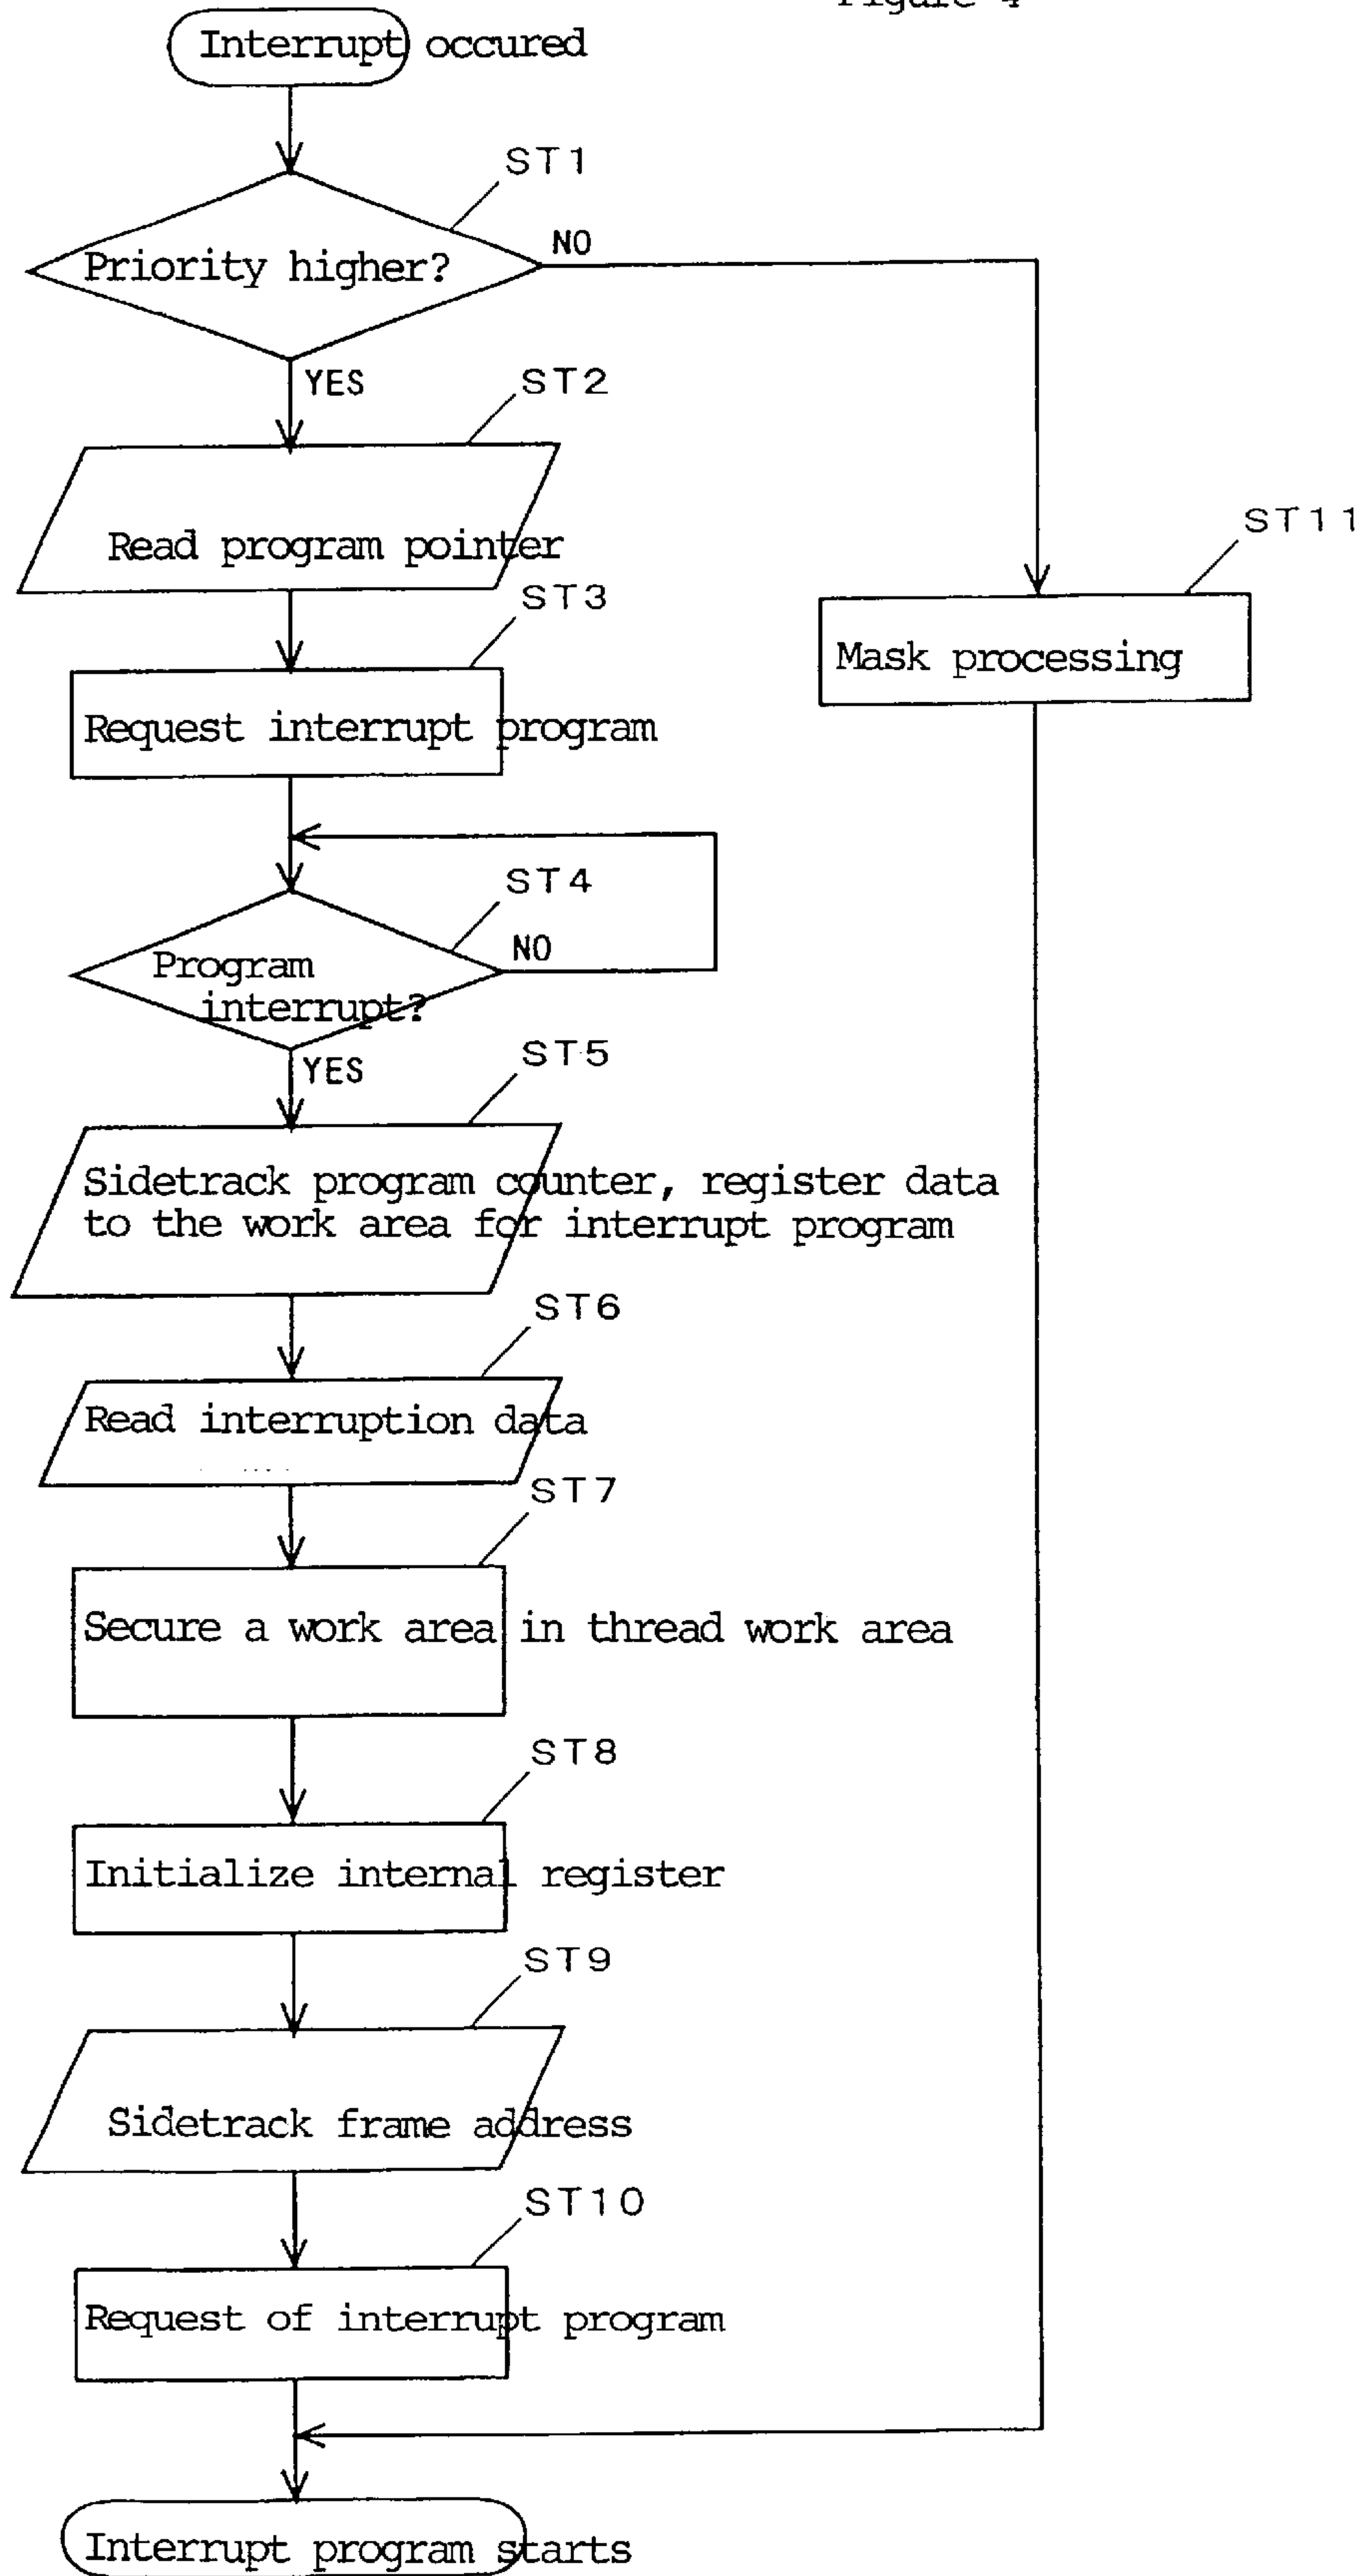 Figure 4
Interrupt occured
ST1
Priority higher?
NO
YES
ST2
Read program pointer
ST11
Mask processing
ST3
Request interrupt program
ST4
Program
interrupt?
NO
YES
ST5
Sidetrack program counter, register data
to the work area for interrupt program
ST6
Read interruption data
ST7
Secure a work area in thread work area
ST8
Initialize internal register
ST9
Sidetrack frame address
ST10
Request of interrupt program
Interrupt program starts